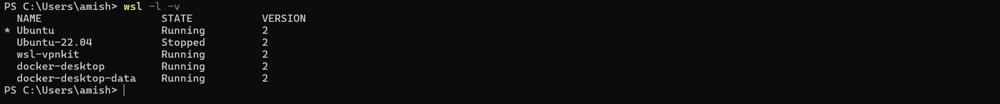 PS C:\Users\amish> wsl -l -v
  NAME                   STATE           VERSION
* Ubuntu                 Running         2
  Ubuntu-22.04           Stopped         2
  wsl-vpnkit             Running         2
  docker-desktop         Running         2
  docker-desktop-data    Running         2
PS C:\Users\amish>